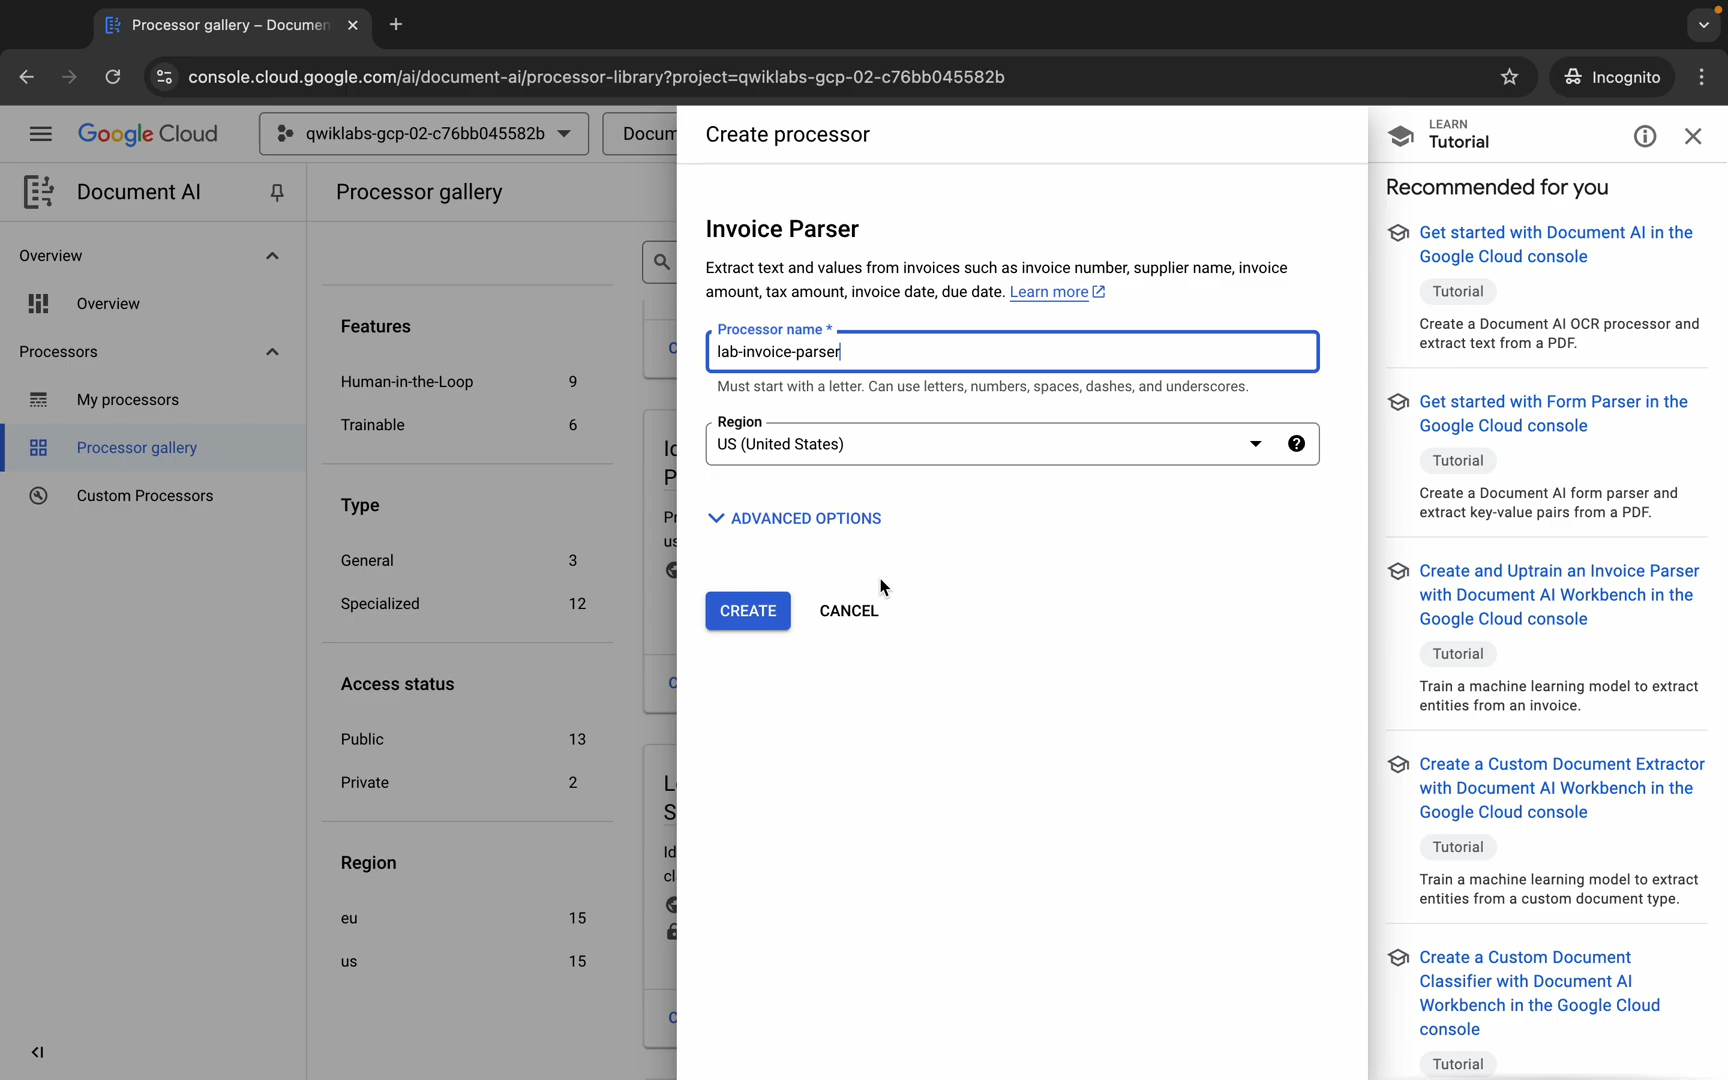 Processor gallery – Documen
console.cloud.google.com/ai/document-ai/processor-library?project=qwiklabs-gcp-02-c76bb045582b
Incognito
Google Cloud
qwiklabs-gcp-02-c76bb045582b
Docum
Document AI
Overview
Overview
Processors
My processors
Processor gallery
Custom Processors
Processor gallery
Features
Human-in-the-Loop 9
Trainable 6
Type
General 3
Specialized 12
Access status
Public 13
Private 2
Region
eu 15
us 15
Create processor
Invoice Parser
Extract text and values from invoices such as invoice number, supplier name, invoice
amount, tax amount, invoice date, due date. Learn more
Processor name *
lab-invoice-parser
Must start with a letter. Can use letters, numbers, spaces, dashes, and underscores.
Region
US (United States)
ADVANCED OPTIONS
CREATE CANCEL
LEARN
Tutorial
Recommended for you
Get started with Document AI in the
Google Cloud console
Tutorial
Create a Document AI OCR processor and
extract text from a PDF.
Get started with Form Parser in the
Google Cloud console
Tutorial
Create a Document AI form parser and
extract key-value pairs from a PDF.
Create and Uptrain an Invoice Parser
with Document AI Workbench in the
Google Cloud console
Tutorial
Train a machine learning model to extract
entities from an invoice.
Create a Custom Document Extractor
with Document AI Workbench in the
Google Cloud console
Tutorial
Train a machine learning model to extract
entities from a custom document type.
Create a Custom Document
Classifier with Document AI
Workbench in the Google Cloud
console
Tutorial